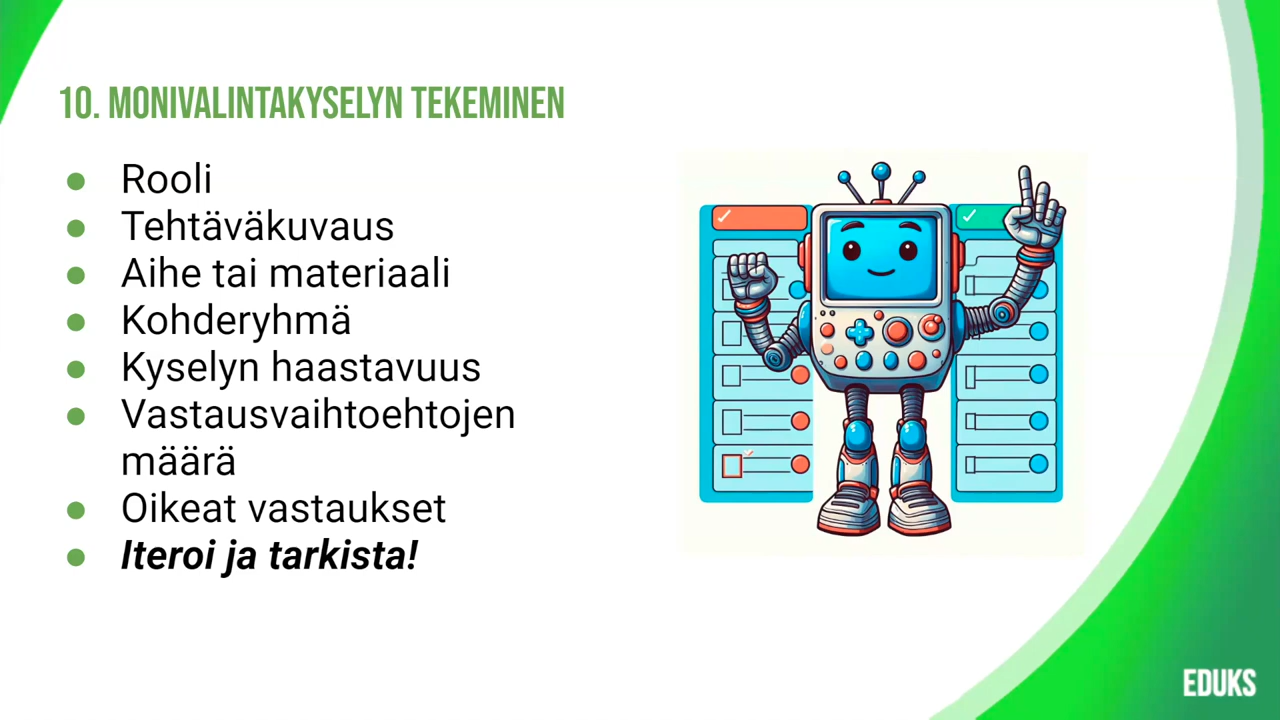 10. MONIVALINTAKYSELYN TEKEMINEN
● Rooli
● Tehtäväkuvaus
● Aihe tai materiaali
● Kohderyhmä
● Kyselyn haastavuus
● Vastausvaihtoehtojen
määrä
● Oikeat vastaukset
● Iteroi ja tarkista!
EDUKS